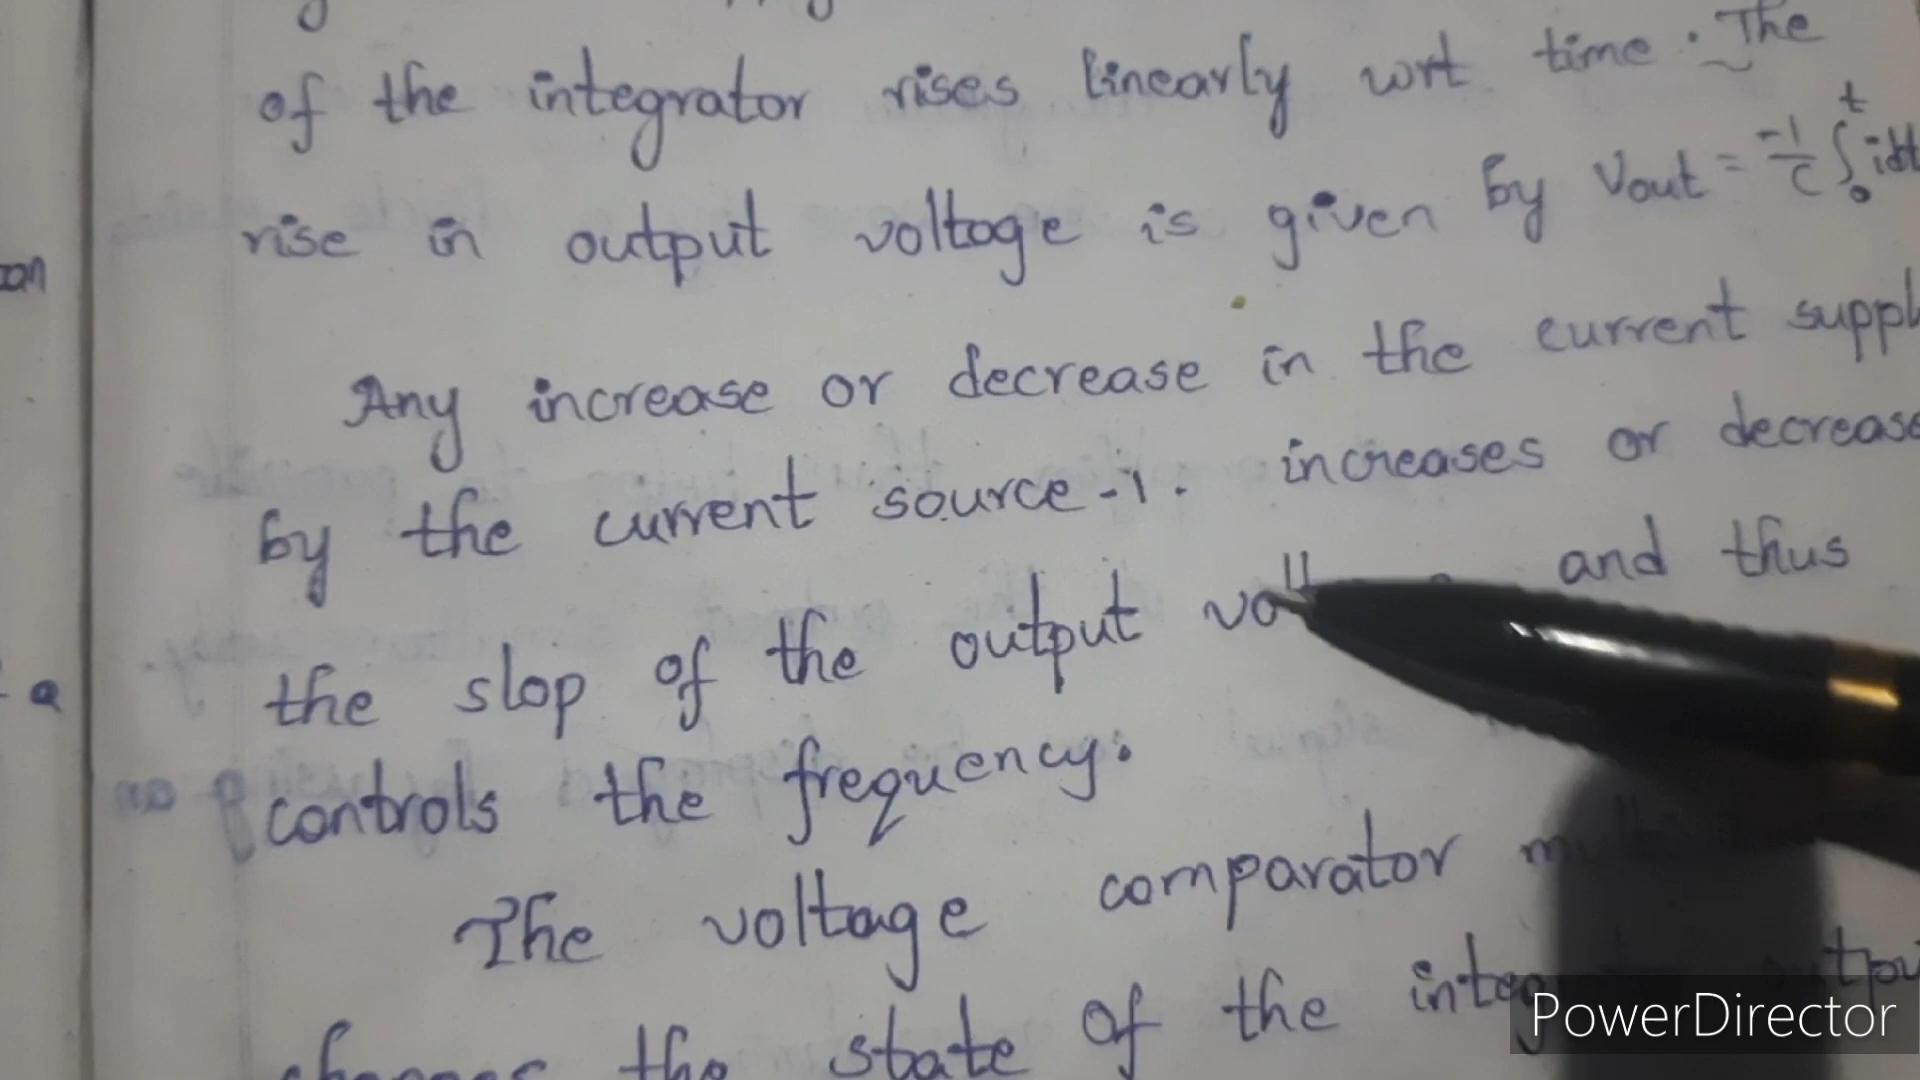 of the integrator rises linearly wrt time. The
rise in output voltage is given by Vout = -1/C ∫₀ᵗ idt
Any increase or decrease in the current suppl
by the current source-1. increases or decrease
the slop of the output and thus
controls the frequency.
The voltage comparator
the state of the
PowerDirector